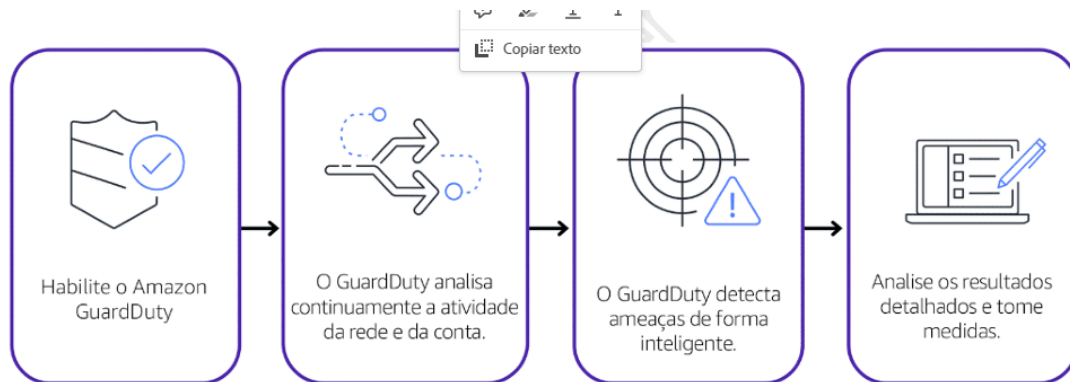 Copiar texto
Habilite o Amazon
GuardDuty
O GuardDuty analisa
continuamente a atividade
da rede e da conta.
O GuardDuty detecta
ameaças de forma
inteligente.
Analise os resultados
detalhados e tome
medidas.